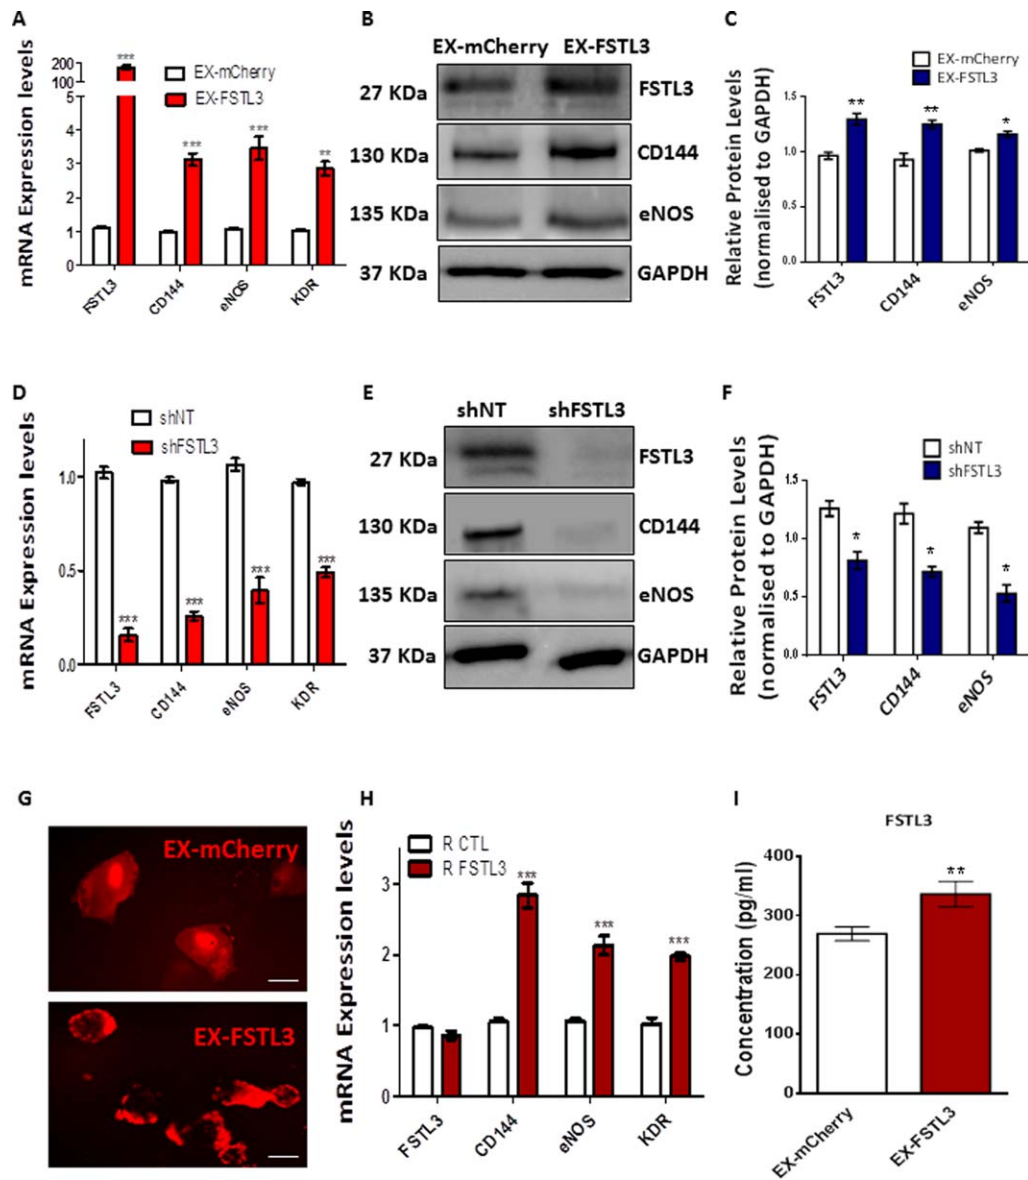 A
mRNA Expression levels
200
100
5
4
3
2
1
0
***
***
***
**
EX-mCherry
EX-FSTL3
FSTL3
CD144
eNOS
KDR
B
EX-mCherry EX-FSTL3
27 KDa FSTL3
130 KDa CD144
135 KDa eNOS
37 KDa GAPDH
C
Relative Protein Levels
(normalised to GAPDH)
EX-mCherry
EX-FSTL3
1.5
1.0
0.5
0.0
**
**
*
FSTL3
CD144
eNOS
D
mRNA Expression levels
shNT
shFSTL3
1.0
0.5
0.0
***
***
***
***
FSTL3
CD144
eNOS
KDR
E
shNT shFSTL3
27 KDa FSTL3
130 KDa CD144
135 KDa eNOS
37 KDa GAPDH
F
Relative Protein Levels
(normalised to GAPDH)
shNT
shFSTL3
1.5
1.0
0.5
0.0
*
*
*
FSTL3
CD144
eNOS
G
EX-mCherry
EX-FSTL3
H
mRNA Expression levels
R CTL
R FSTL3
3
2
1
0
***
***
***
FSTL3
CD144
eNOS
KDR
I
FSTL3
Concentration (pg/ml)
400
300
200
100
0
**
EX-mCherry
EX-FSTL3